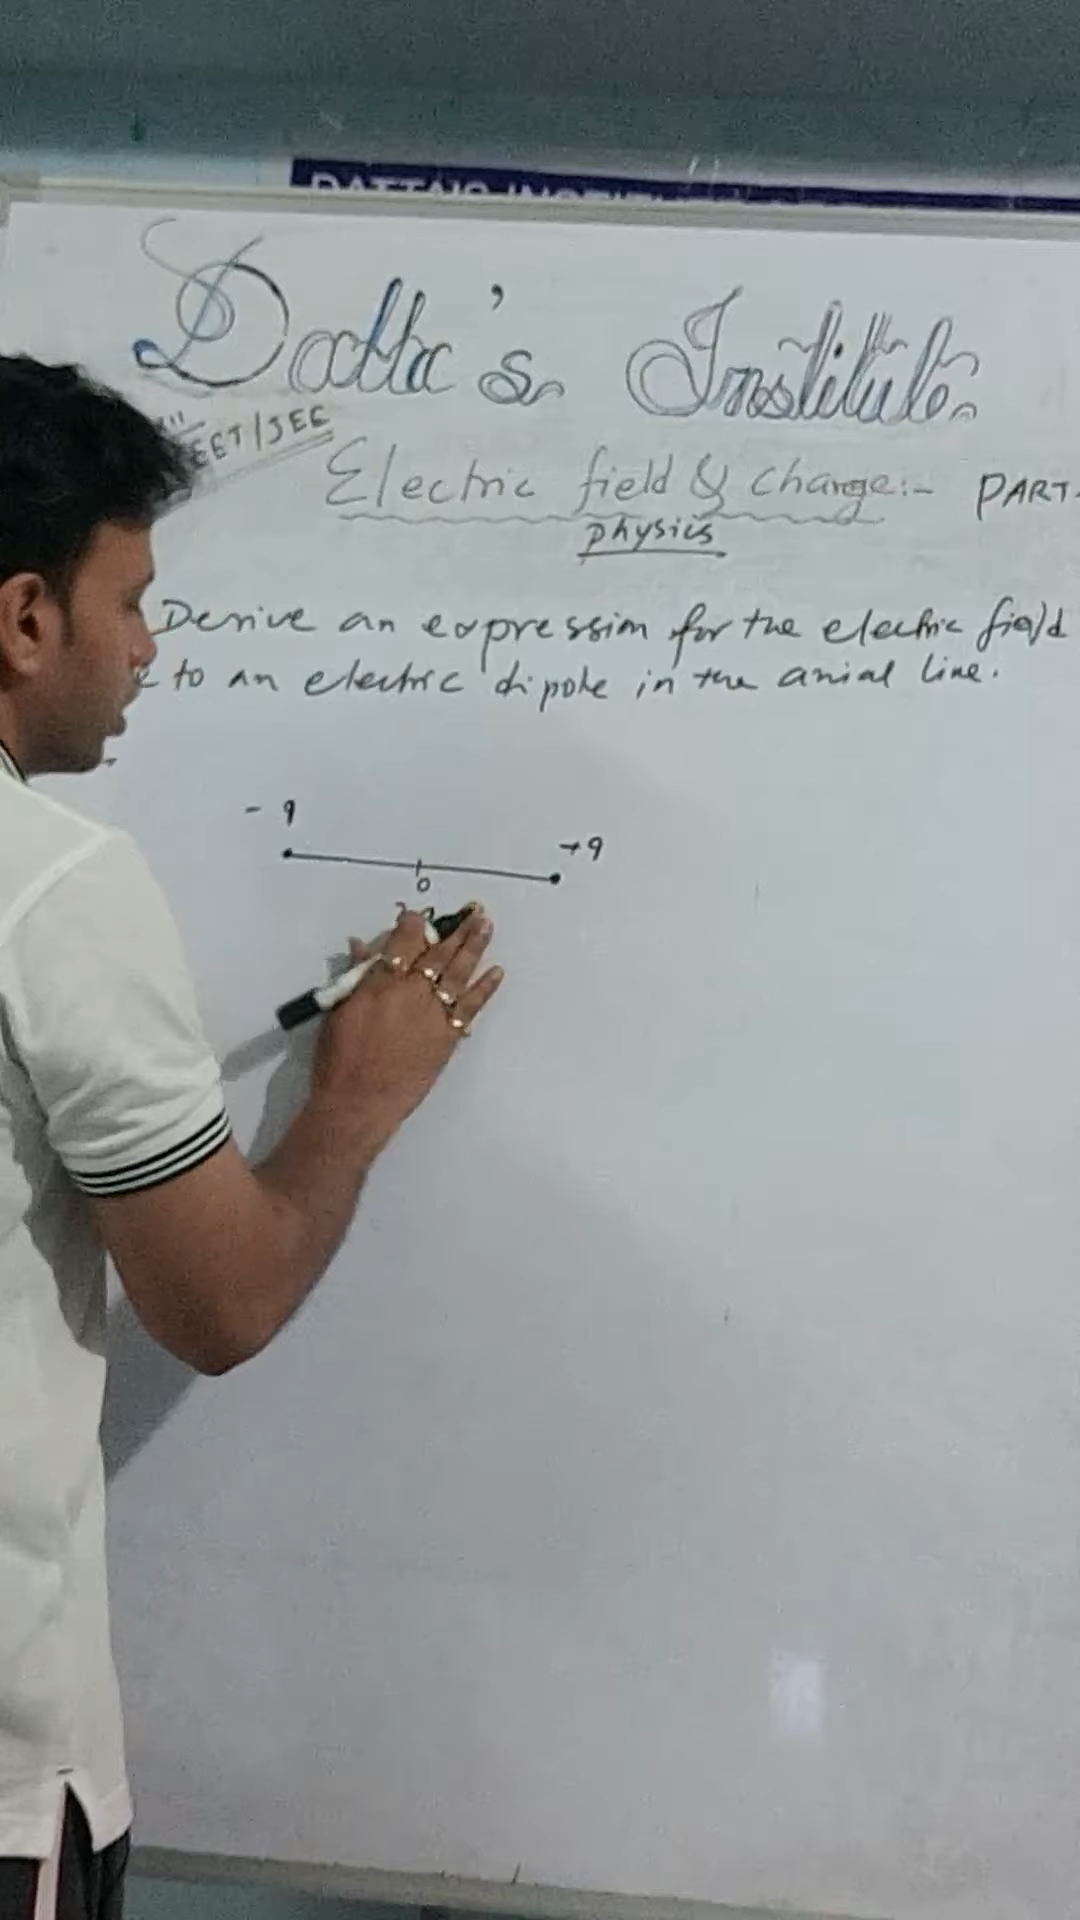 Datta's Institute
EET/JEE
Electric field & charge:- PART-
physics
Derive an expression for the electric field
e to an electric dipole in the axial line.
- q
+q
O